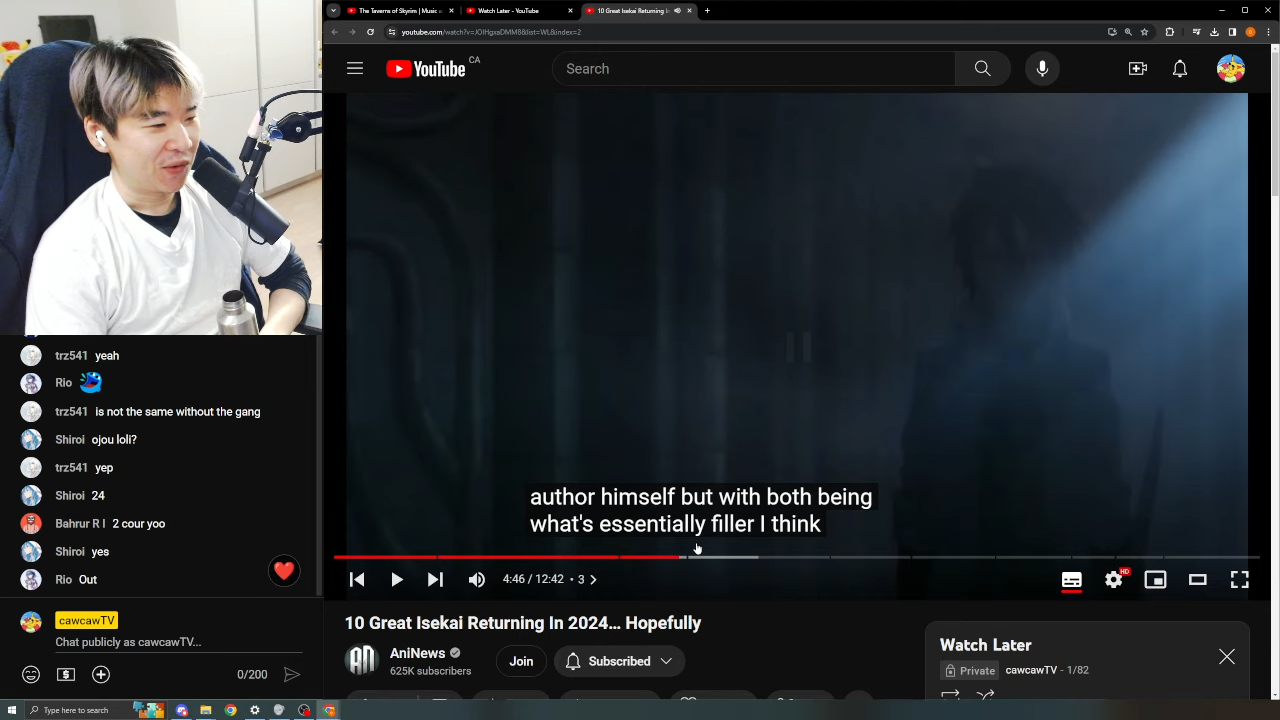 The Taverns of Skyrim | Music
Watch Later - YouTube
10 Great Isekai Returning In
youtube.com/watch?v=JOIHgxaDMM8&list=WL&index=2
YouTube CA
Search
author himself but with both being
what's essentially filler I think
4:46 / 12:42 • 3
HD
10 Great Isekai Returning In 2024... Hopefully
AniNews
625K subscribers
Join
Subscribed
Watch Later
Private
cawcawTV - 1/82
trz541 yeah
Rio
trz541 is not the same without the gang
Shiroi ojou loli?
trz541 yep
Shiroi 24
Bahrur R I 2 cour yoo
Shiroi yes
Rio Out
cawcawTV
Chat publicly as cawcawTV...
0/200
Type here to search